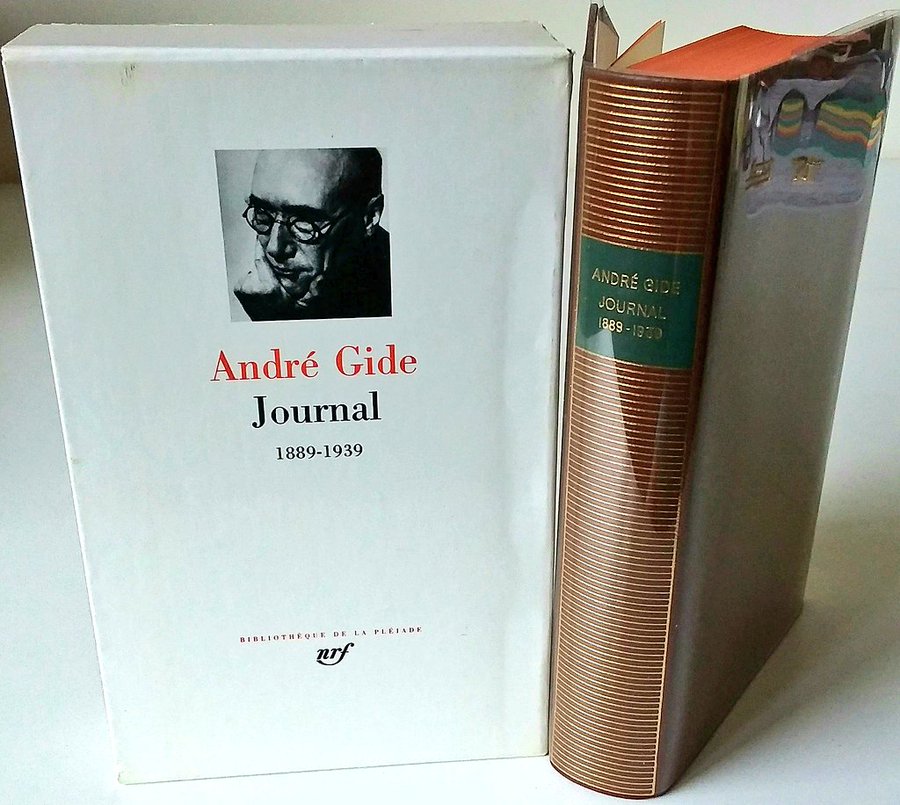 André Gide
Journal
1889-1939
BIBLIOTHÈQUE DE LA PLÉIADE
nrf
ANDRÉ GIDE
JOURNAL
1889-1939